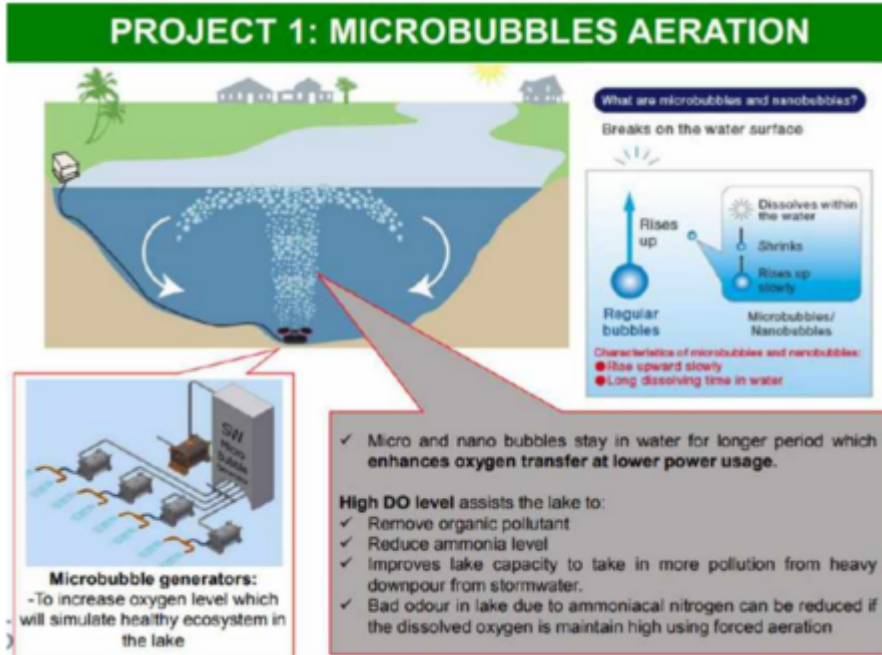 PROJECT 1: MICROBUBBLES AERATION
What are microbubbles and nanobubbles?
Breaks on the water surface
Rises
up
Regular
bubbles
Dissolves within
the water
Shrinks
Rises up
slowly
Microbubbles/
Nanobubbles
Characteristics of microbubbles and nanobubbles:
●Rise upward slowly
●Long dissolving time in water
SW
Micro
Bubble
Microbubble generators:
-To increase oxygen level which
will simulate healthy ecosystem in
the lake
✓ Micro and nano bubbles stay in water for longer period which
enhances oxygen transfer at lower power usage.
High DO level assists the lake to:
✓ Remove organic pollutant
✓ Reduce ammonia level
✓ Improves lake capacity to take in more pollution from heavy
downpour from stormwater.
✓ Bad odour in lake due to ammoniacal nitrogen can be reduced if
the dissolved oxygen is maintain high using forced aeration